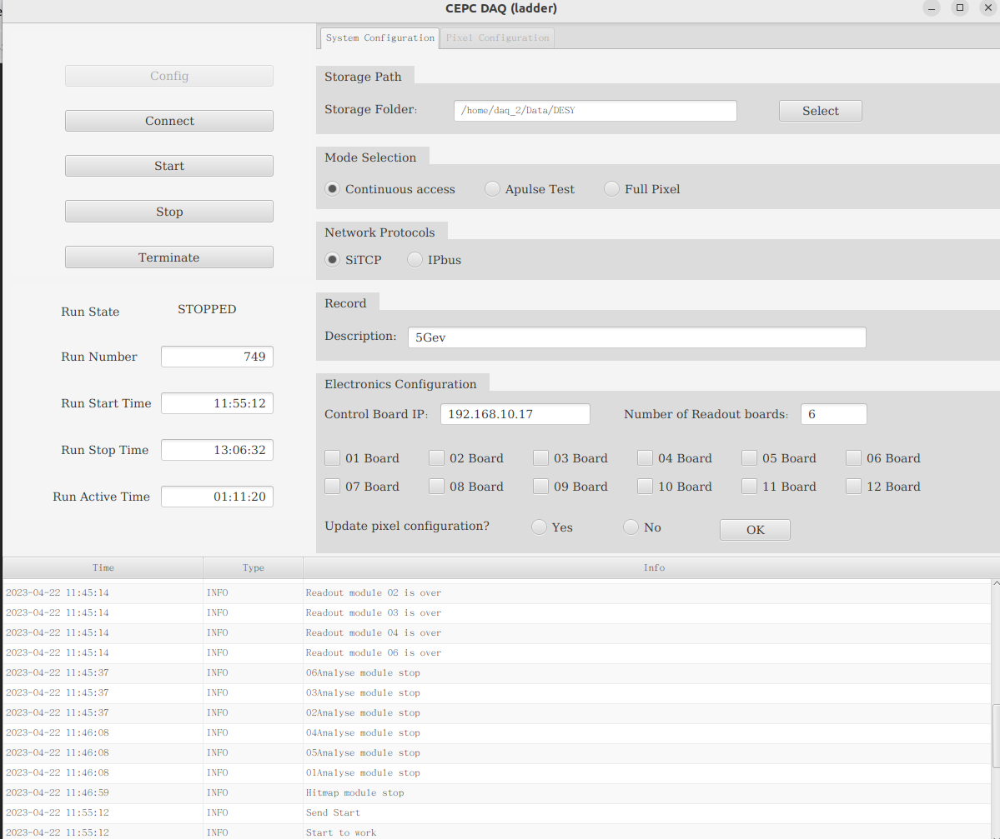 CEPC DAQ (ladder)
System Configuration Pixel Configuration
Config
Connect
Start
Stop
Terminate
Run State STOPPED
Run Number 749
Run Start Time 11:55:12
Run Stop Time 13:06:32
Run Active Time 01:11:20
Storage Path
Storage Folder: /home/daq_2/Data/DESY Select
Mode Selection
Continuous access Apulse Test Full Pixel
Network Protocols
SiTCP IPbus
Record
Description: 5Gev
Electronics Configuration
Control Board IP: 192.168.10.17 Number of Readout boards: 6
01 Board 02 Board 03 Board 04 Board 05 Board 06 Board
07 Board 08 Board 09 Board 10 Board 11 Board 12 Board
Update pixel configuration? Yes No OK
Time Type Info
2023-04-22 11:45:14 INFO Readout module 02 is over
2023-04-22 11:45:14 INFO Readout module 03 is over
2023-04-22 11:45:14 INFO Readout module 04 is over
2023-04-22 11:45:14 INFO Readout module 06 is over
2023-04-22 11:45:37 INFO 06Analyse module stop
2023-04-22 11:45:37 INFO 03Analyse module stop
2023-04-22 11:45:37 INFO 02Analyse module stop
2023-04-22 11:46:08 INFO 04Analyse module stop
2023-04-22 11:46:08 INFO 05Analyse module stop
2023-04-22 11:46:08 INFO 01Analyse module stop
2023-04-22 11:46:59 INFO Hitmap module stop
2023-04-22 11:55:12 INFO Send Start
2023-04-22 11:55:12 INFO Start to work